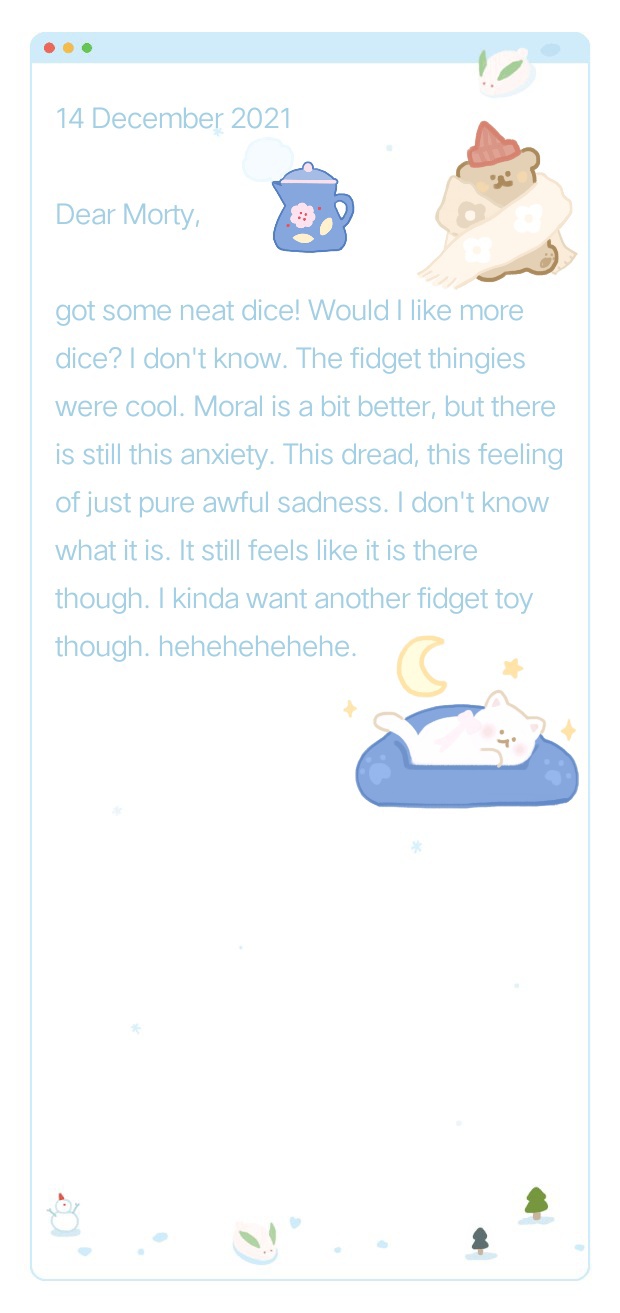 14 December 2021
Dear Morty,
got some neat dice! Would I like more
dice? I don't know. The fidget thingies
were cool. Moral is a bit better, but there
is still this anxiety. This dread, this feeling
of just pure awful sadness. I don't know
what it is. It still feels like it is there
though. I kinda want another fidget toy
though. hehehehehehe.